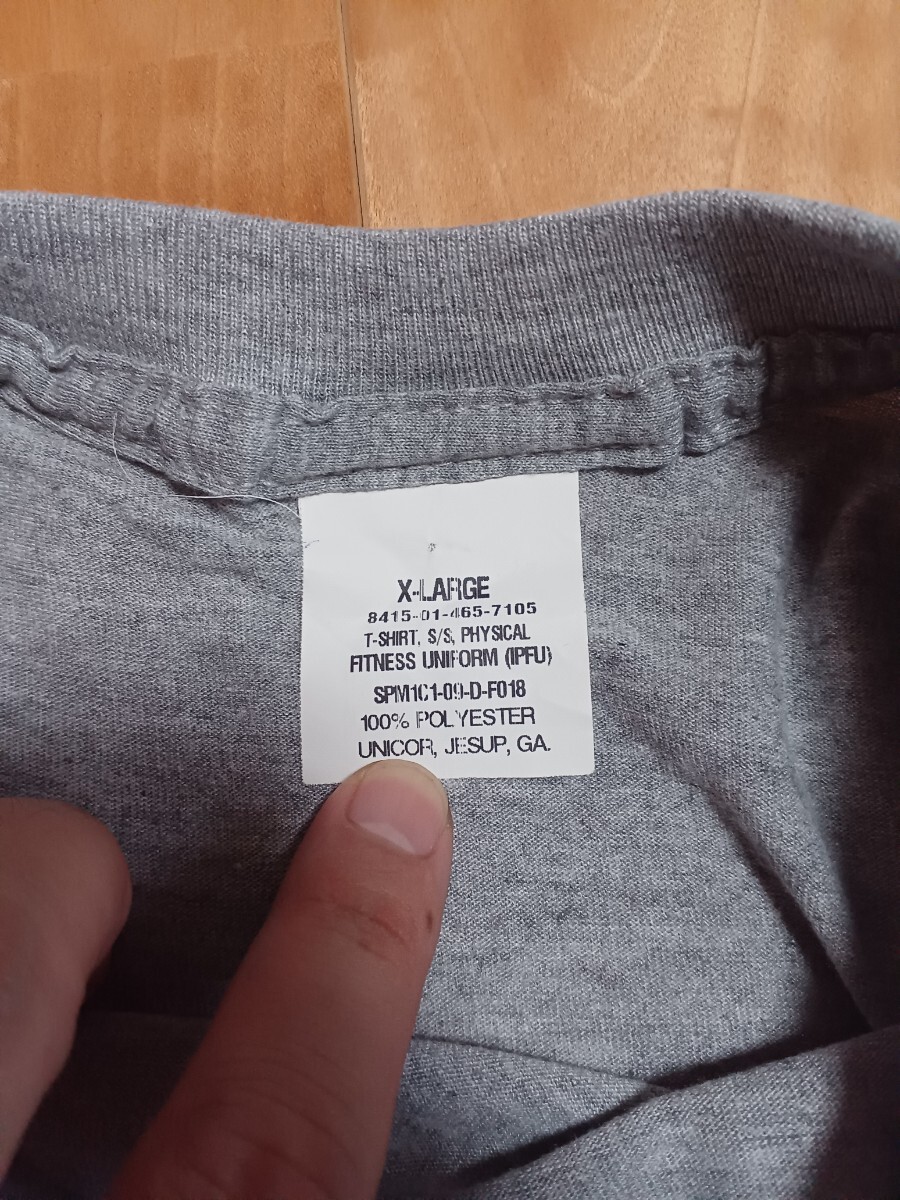 X-LARGE
8415-01-465-7105
T-SHIRT, S/S, PHYSICAL
FITNESS UNIFORM (IPFU)
SPM1C1-09-D-F018
100% POLYESTER
UNICOR, JESUP, GA.